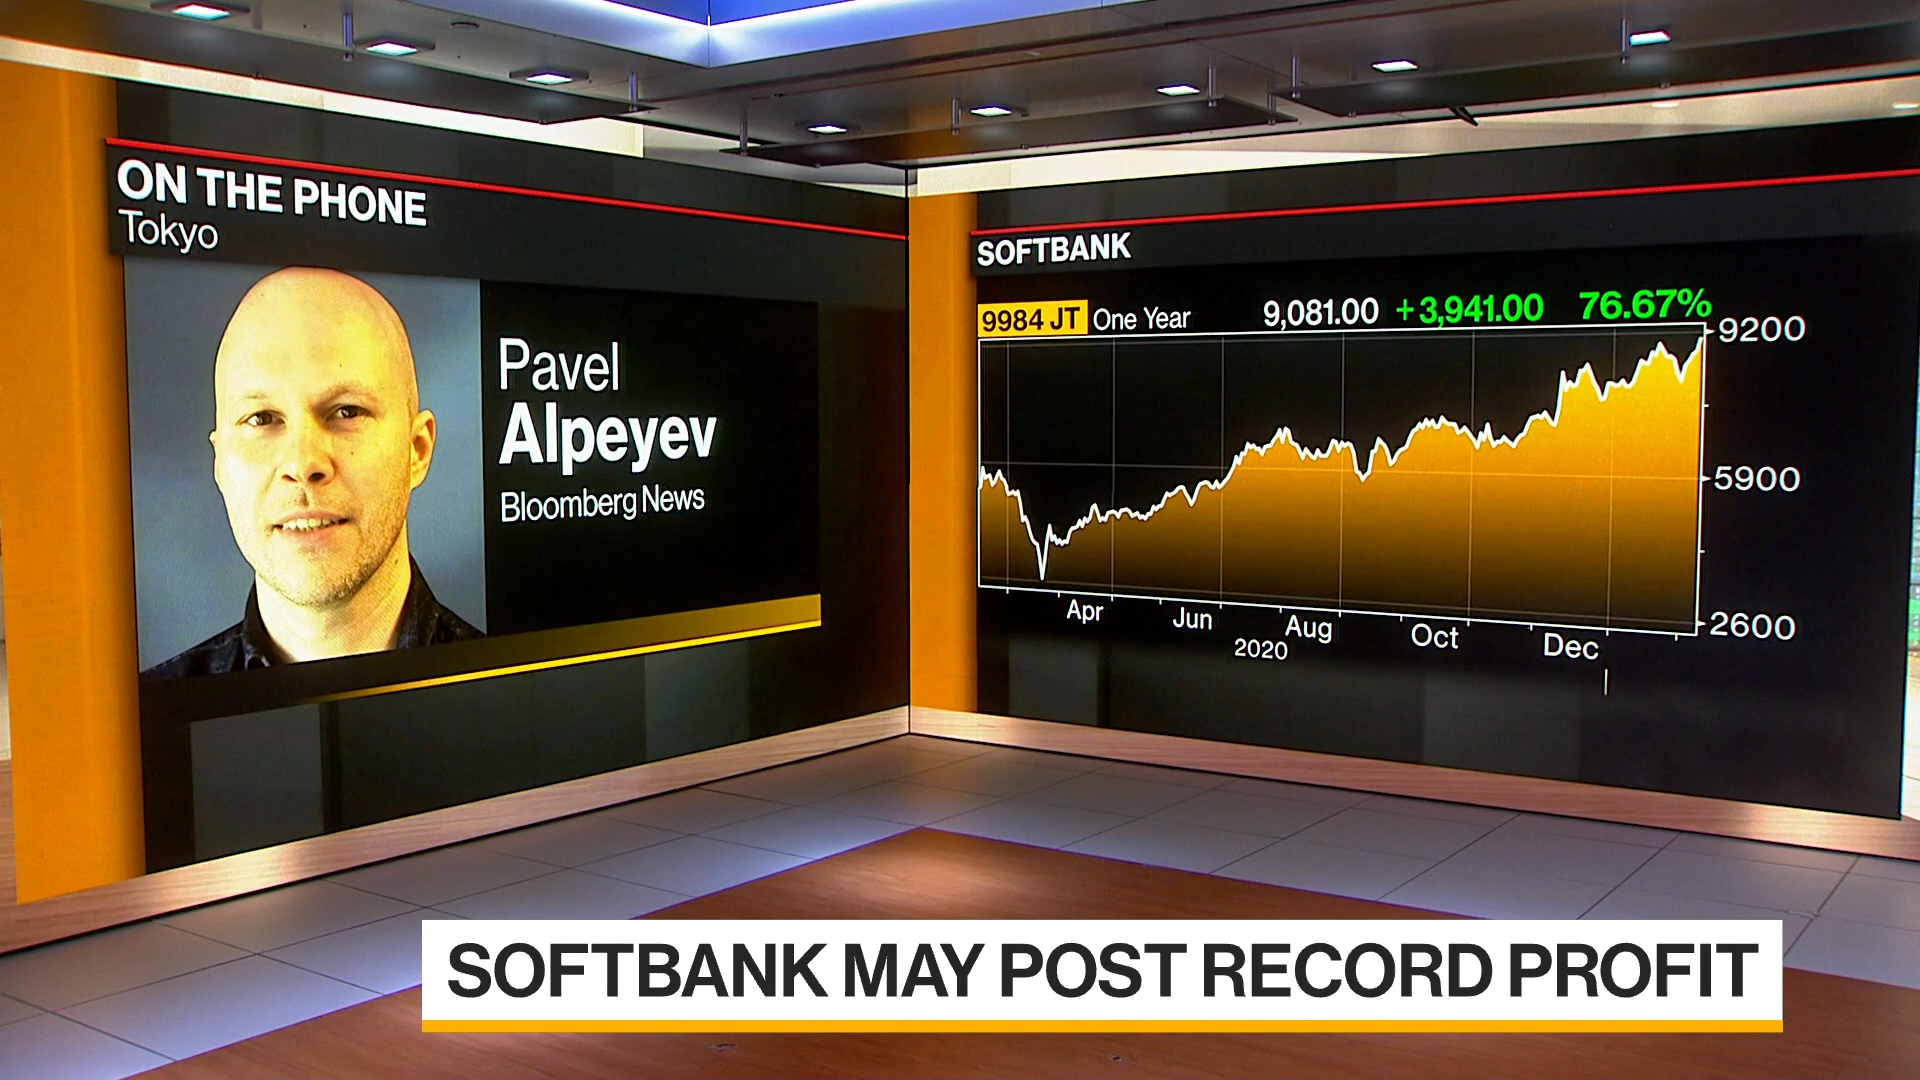 ON THE PHONE
Tokyo
Pavel
Alpeyev
Bloomberg News
SOFTBANK
9984 JT One Year 9,081.00 +3,941.00 76.67%
9200
5900
2600
Apr Jun Aug Oct Dec
2020
SOFTBANK MAY POST RECORD PROFIT